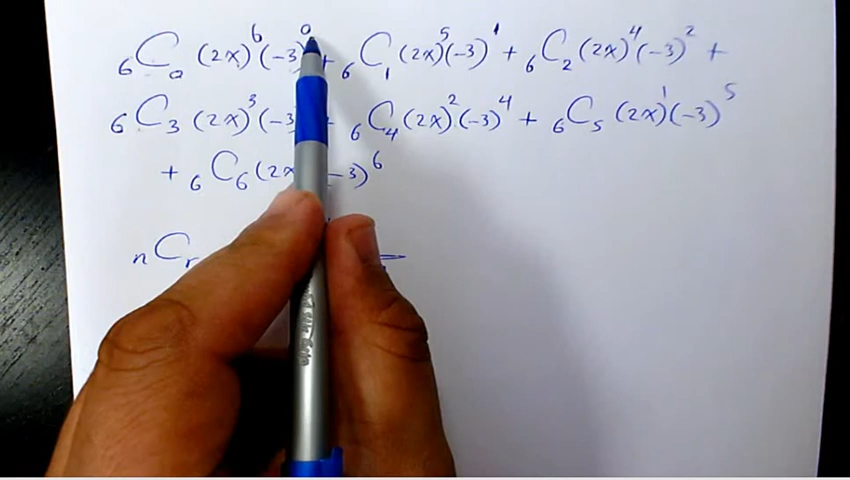 ₆C₀ (2x)⁶(-3)⁰ + ₆C₁ (2x)⁵(-3)¹ + ₆C₂ (2x)⁴(-3)² +
₆C₃ (2x)³(-3 + ₆C₄ (2x)²(-3)⁴ + ₆C₅ (2x)¹(-3)⁵
+ ₆C₆ (2x -3)⁶
nCr